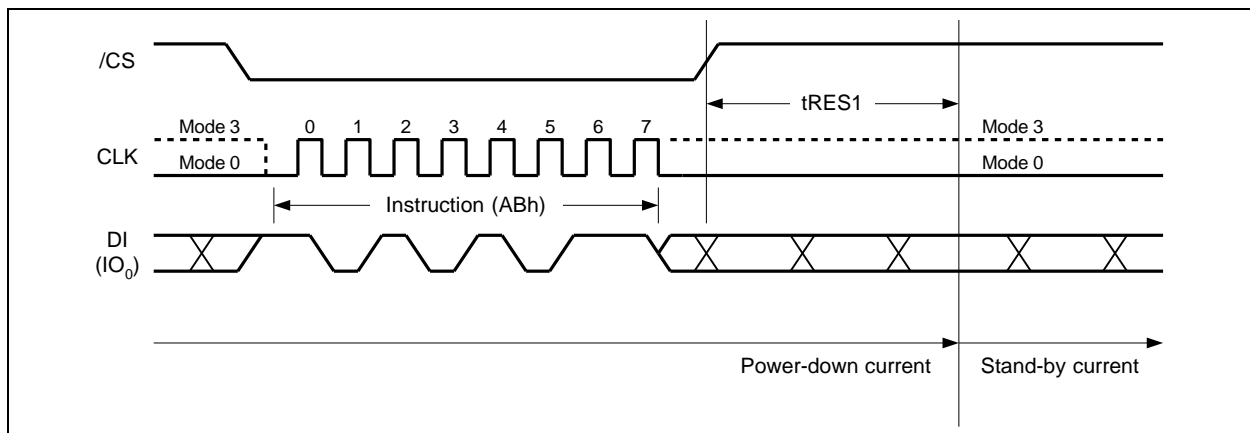 /CS
tRES1
Mode 3
0 1 2 3 4 5 6 7
Mode 3
CLK
Mode 0
Mode 0
Instruction (ABh)
DI
(IO₀)
Power-down current
Stand-by current